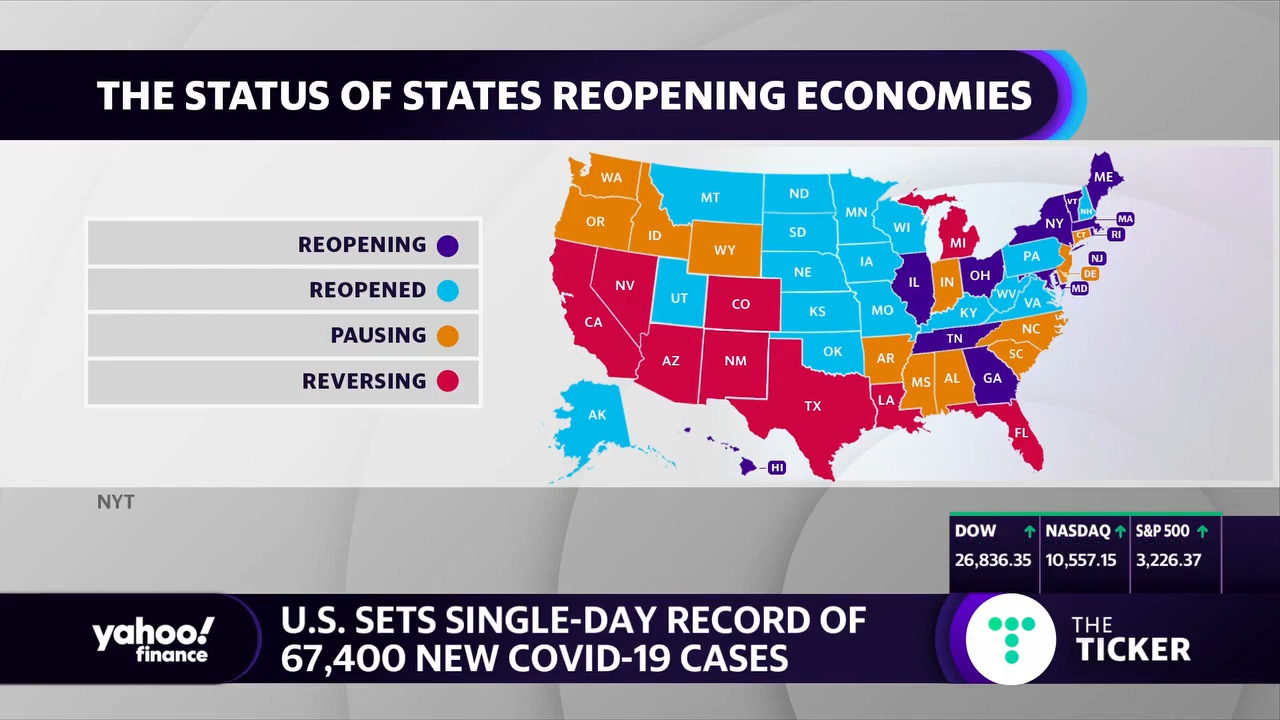 THE STATUS OF STATES REOPENING ECONOMIES
REOPENING
REOPENED
PAUSING
REVERSING
WA
OR
ID
MT
WY
ND
SD
NE
KS
OK
MN
IA
MO
WI
MI
IL
IN
OH
NV
CA
UT
CO
AZ
NM
TX
AR
LA
MS
AL
GA
FL
TN
KY
WV
VA
NC
SC
PA
NY
VT
NH
ME
MA
CT
RI
NJ
DE
MD
AK
HI
NYT
DOW
26,836.35
NASDAQ
10,557.15
S&P 500
3,226.37
yahoo!
finance
U.S. SETS SINGLE-DAY RECORD OF
67,400 NEW COVID-19 CASES
THE
TICKER